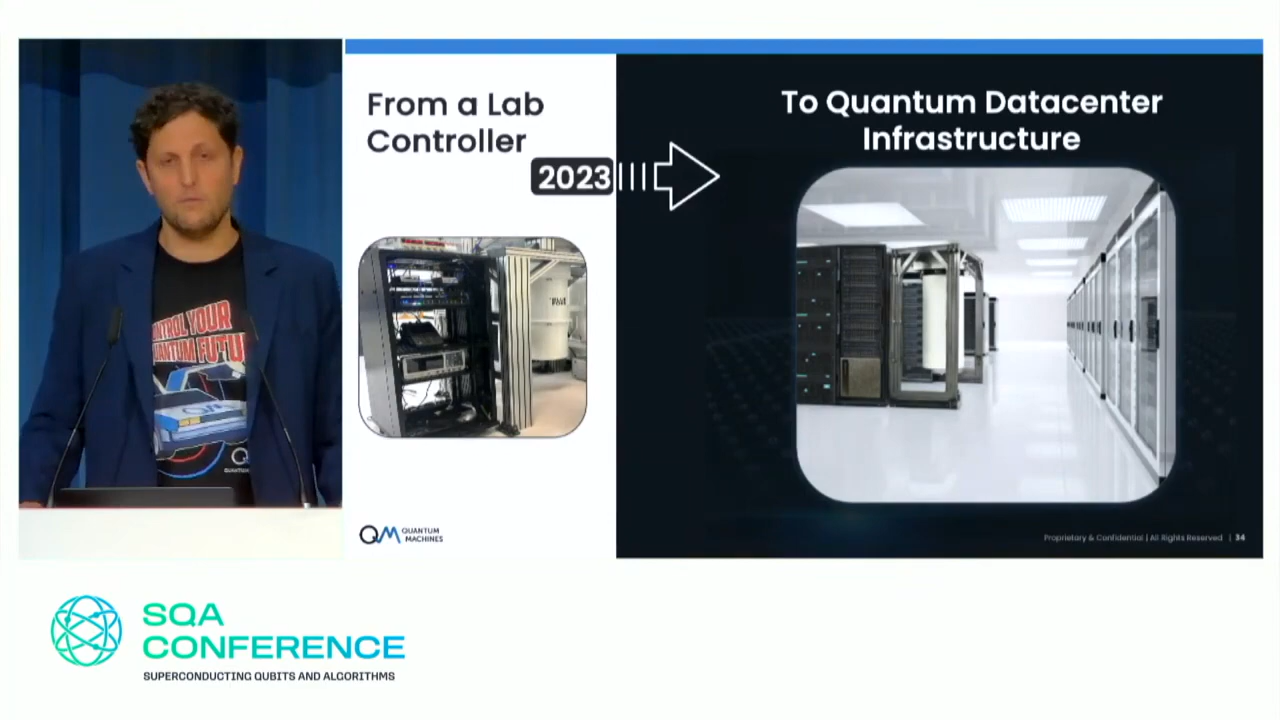 From a Lab
Controller
2023
To Quantum Datacenter
Infrastructure
YOUR
QM
QUANTUM
MACHINES
Proprietary & Confidential | All Rights Reserved | 34
SQA
CONFERENCE
SUPERCONDUCTING QUBITS AND ALGORITHMS